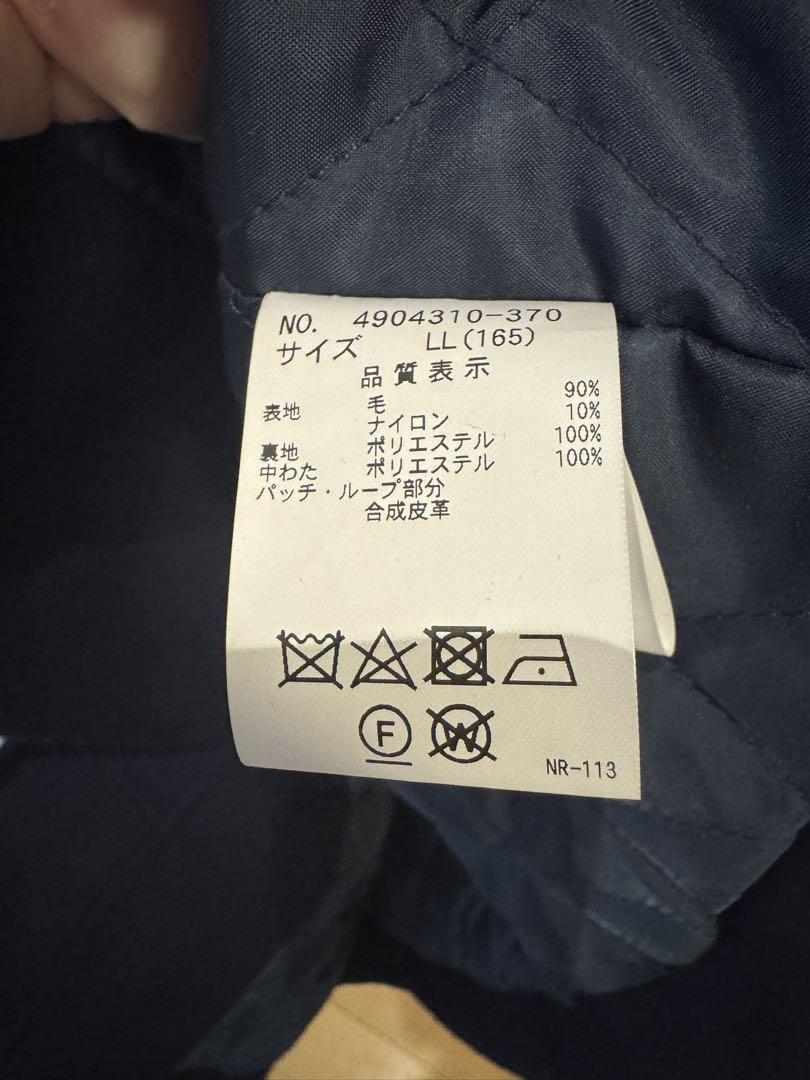 NO. 4904310-370
サイズ LL(165)
品質表示
表地 毛 90%
ナイロン 10%
裏地 ポリエステル 100%
中わた ポリエステル 100%
パッチ・ループ部分
合成皮革
F W
NR-113